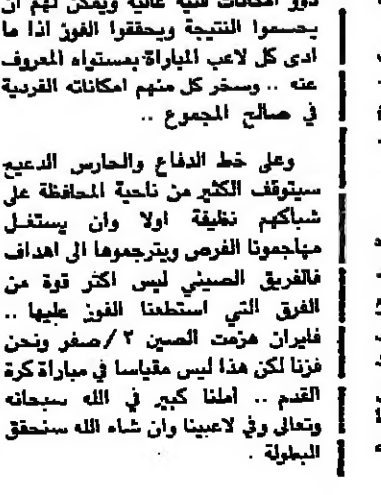 ذوو امكانات فنية عالية ويمكن لهم ان
يحسموا النتيجة ويحققوا الفوز اذا ما
ادى كل لاعب المباراة بمستواه المعروف
عنه .. وسخر كل منهم امكاناته الفردية
في صالح المجموع ..
وعلى خط الدفاع والحارس الدعيع
سيتوقف الكثير من ناحية المحافظة على
شباكهم نظيفة اولا وان يستغل
مهاجمونا الفرص ويترجموها الى اهداف
فالفريق الصيني ليس اكثر قوة من
الفرق التي استطعنا الفوز عليها ..
فايران هزمت الصين ٢ /صفر ونحن
فزنا لكن هذا ليس مقياسا في مباراة كرة
القدم .. املنا كبير في الله سبحانه
وتعالى وفي لاعبينا وان شاء الله سنحقق
البطولة .